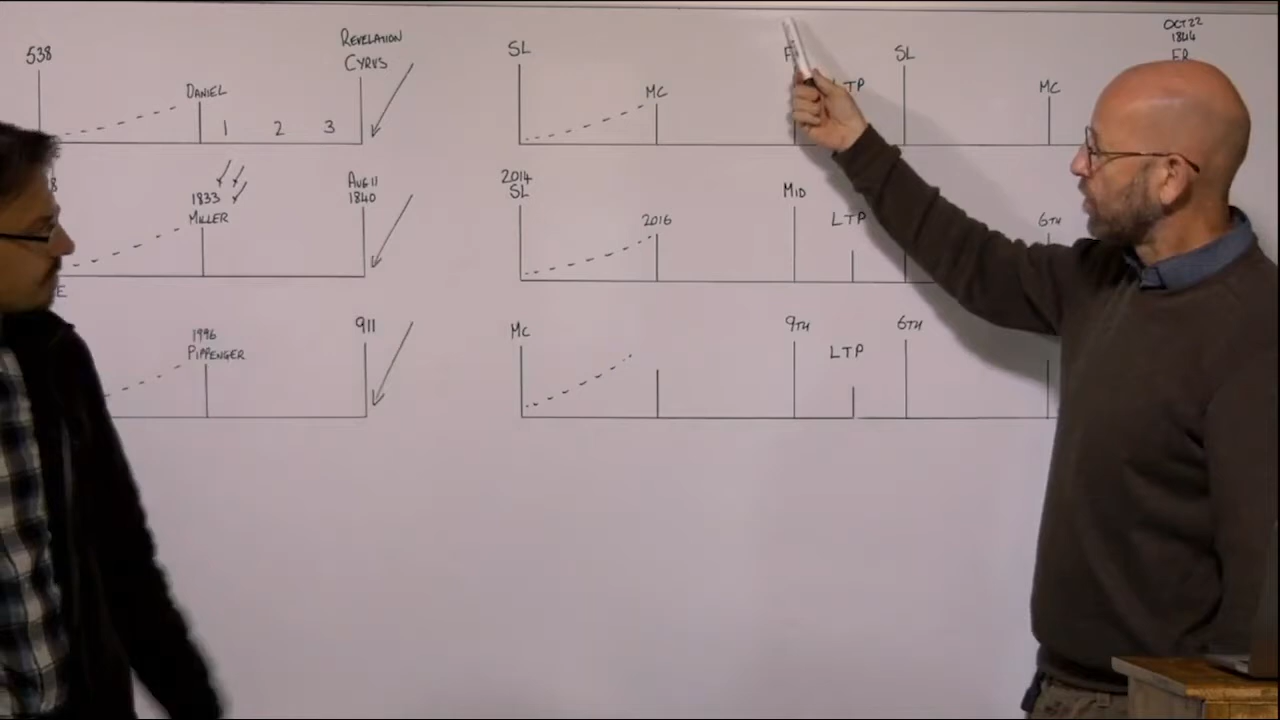 538
DANIEL
1 2 3
REVELATION
CYRUS
SL
MC
LTP
SL
MC
OCT 22
1844
1833
MILLER
AUG 11
1840
2014
SL
2016
MID
LTP
6TH
1996
PIPPENGER
911
MC
9TH
LTP
6TH